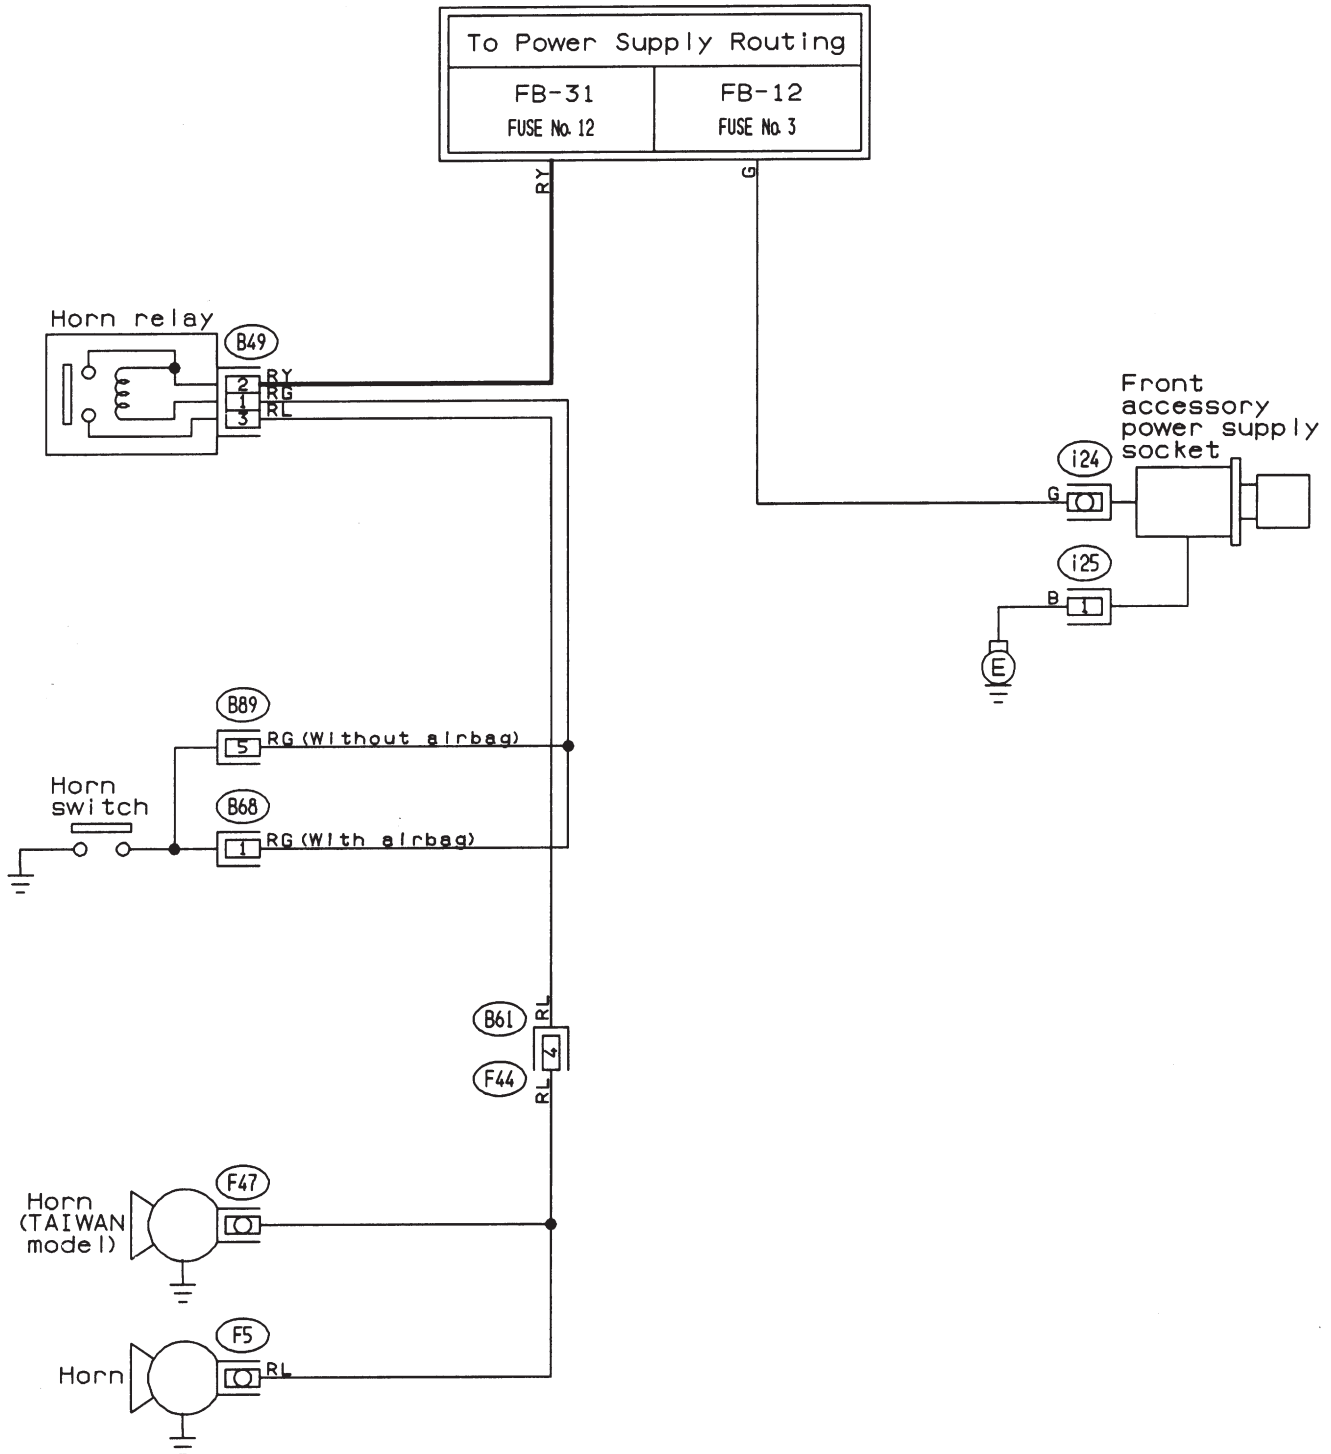 To Power Supply Routing
FB-31
FB-12
FUSE No. 12
FUSE No. 3
RY
G
Horn relay
B49
2
RY
1
RG
3
RL
Front
accessory
power supply
socket
i24
G
i25
B
1
E
B89
5
RG (Without airbag)
Horn
switch
B68
1
RG (With airbag)
RL
B61
4
F44
RL
F47
Horn
(TAIWAN
model)
F5
RL
Horn